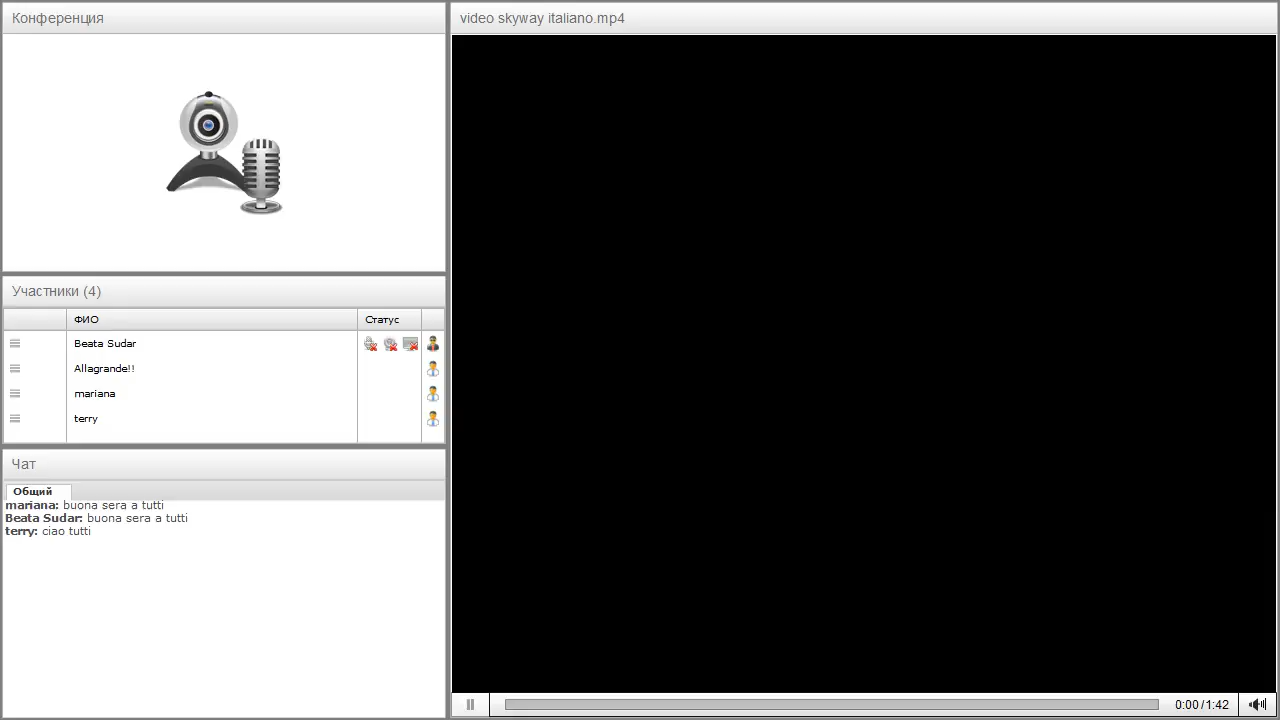 Конференция
video skyway italiano.mp4
Участники (4)
ФИО Статус
Beata Sudar
Allagrande!!
mariana
terry
Чат
Общий
mariana: buona sera a tutti
Beata Sudar: buona sera a tutti
terry: ciao tutti
0:00/1:42